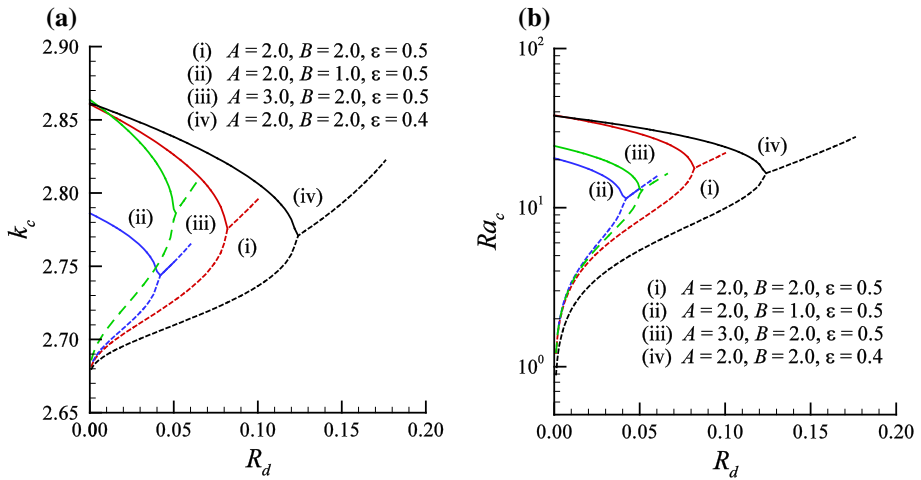 (a)
2.90
2.85
2.80
2.75
2.70
2.65
k_c
(i) A = 2.0, B = 2.0, ε = 0.5
(ii) A = 2.0, B = 1.0, ε = 0.5
(iii) A = 3.0, B = 2.0, ε = 0.5
(iv) A = 2.0, B = 2.0, ε = 0.4
(iv)
(ii)
(iii)
(i)
0.00 0.05 0.10 0.15 0.20
R_d
(b)
10²
10¹
10⁰
Ra_c
(iii)
(iv)
(ii)
(i)
(i) A = 2.0, B = 2.0, ε = 0.5
(ii) A = 2.0, B = 1.0, ε = 0.5
(iii) A = 3.0, B = 2.0, ε = 0.5
(iv) A = 2.0, B = 2.0, ε = 0.4
0.00 0.05 0.10 0.15 0.20
R_d